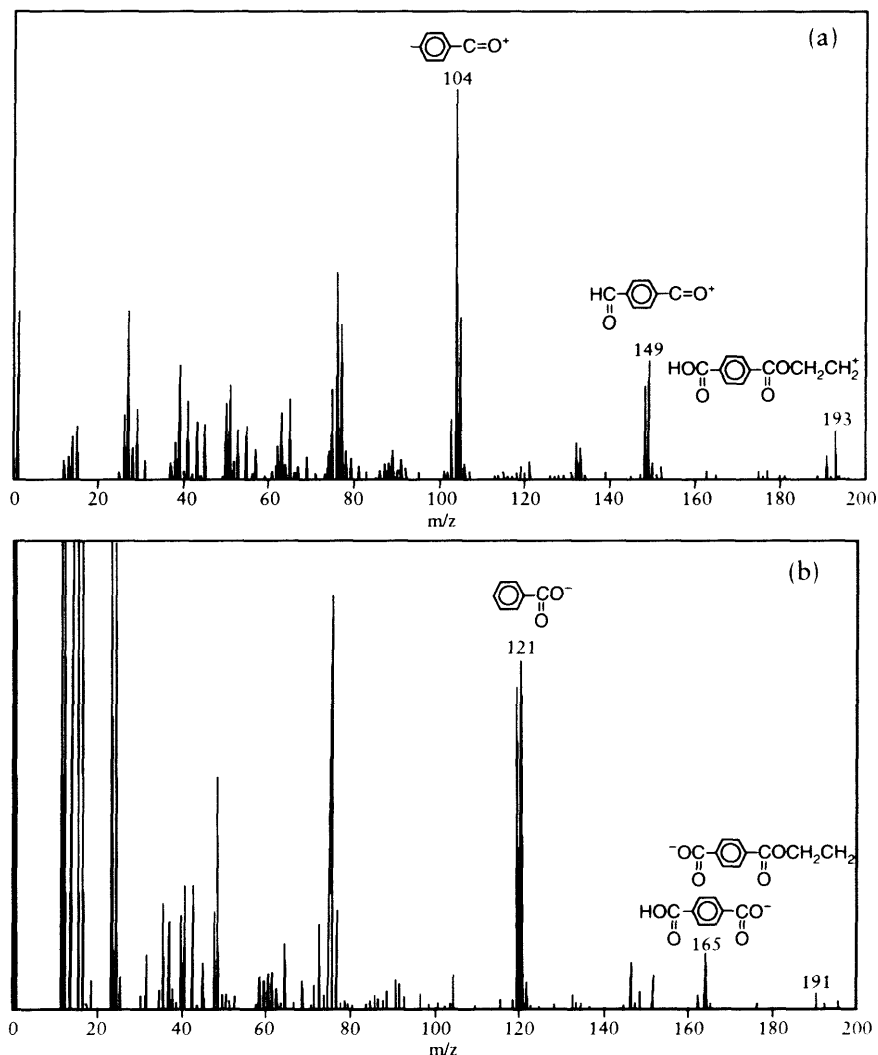 (a)
C=O⁺
104
HC
O
C=O⁺
149
HOC
O
COCH₂CH₂⁺
O
193
0 20 40 60 80 100 120 140 160 180 200
m/z
(b)
CO⁻
O
121
⁻OC
O
COCH₂CH₂
O
HOC
O
CO⁻
O
165
191
0 20 40 60 80 100 120 140 160 180 200
m/z